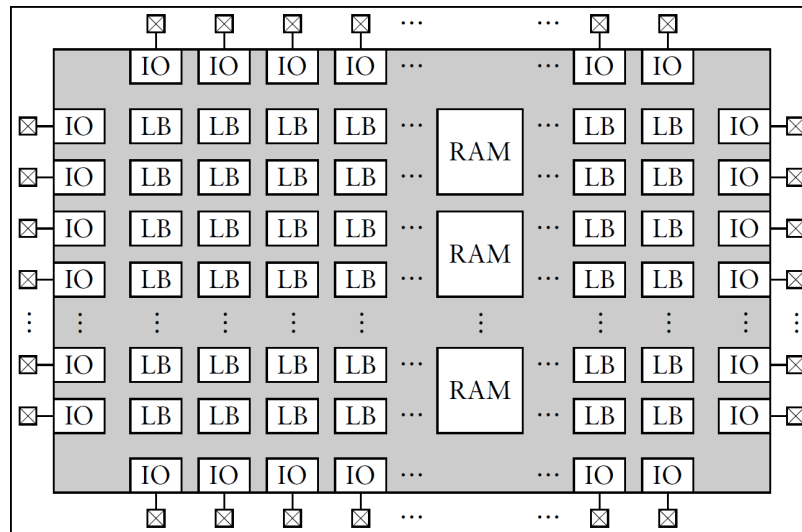 ... ...
IO IO IO IO ... ... IO IO
IO LB LB LB LB ... RAM ... LB LB IO
IO LB LB LB LB ... ... LB LB IO
IO LB LB LB LB ... RAM ... LB LB IO
IO LB LB LB LB ... ... LB LB IO
⋮ ⋮ ⋮ ⋮ ⋮ ⋮ ⋮ ⋮ ⋮ ⋮ ⋮
IO LB LB LB LB ... RAM ... LB LB IO
IO LB LB LB LB ... ... LB LB IO
IO IO IO IO ... ... IO IO
... ...